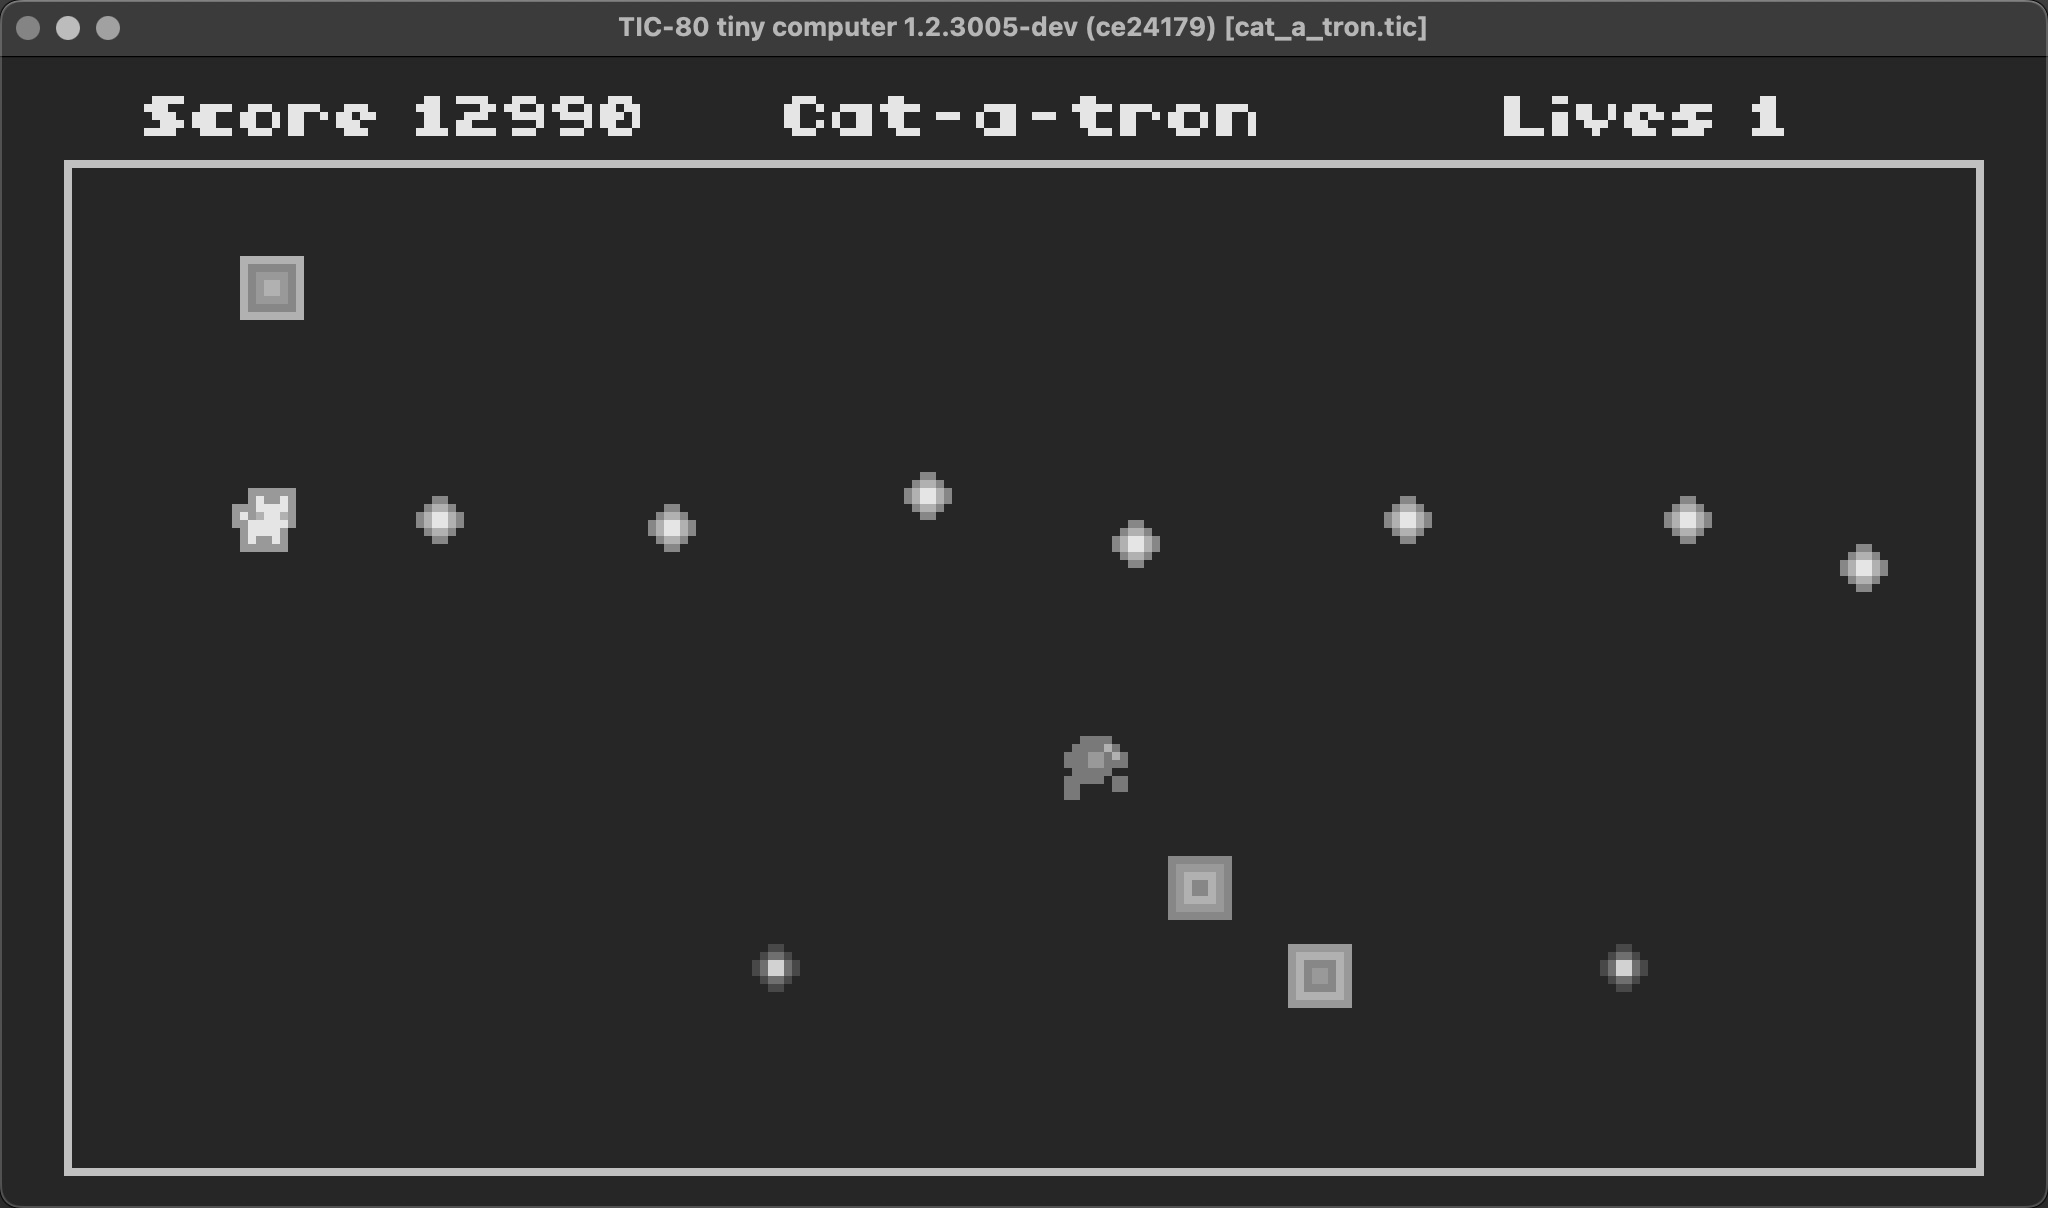 TIC-80 tiny computer 1.2.3005-dev (ce24179) [cat_a_tron.tic]
Score 12990 Cat-a-tron Lives 1